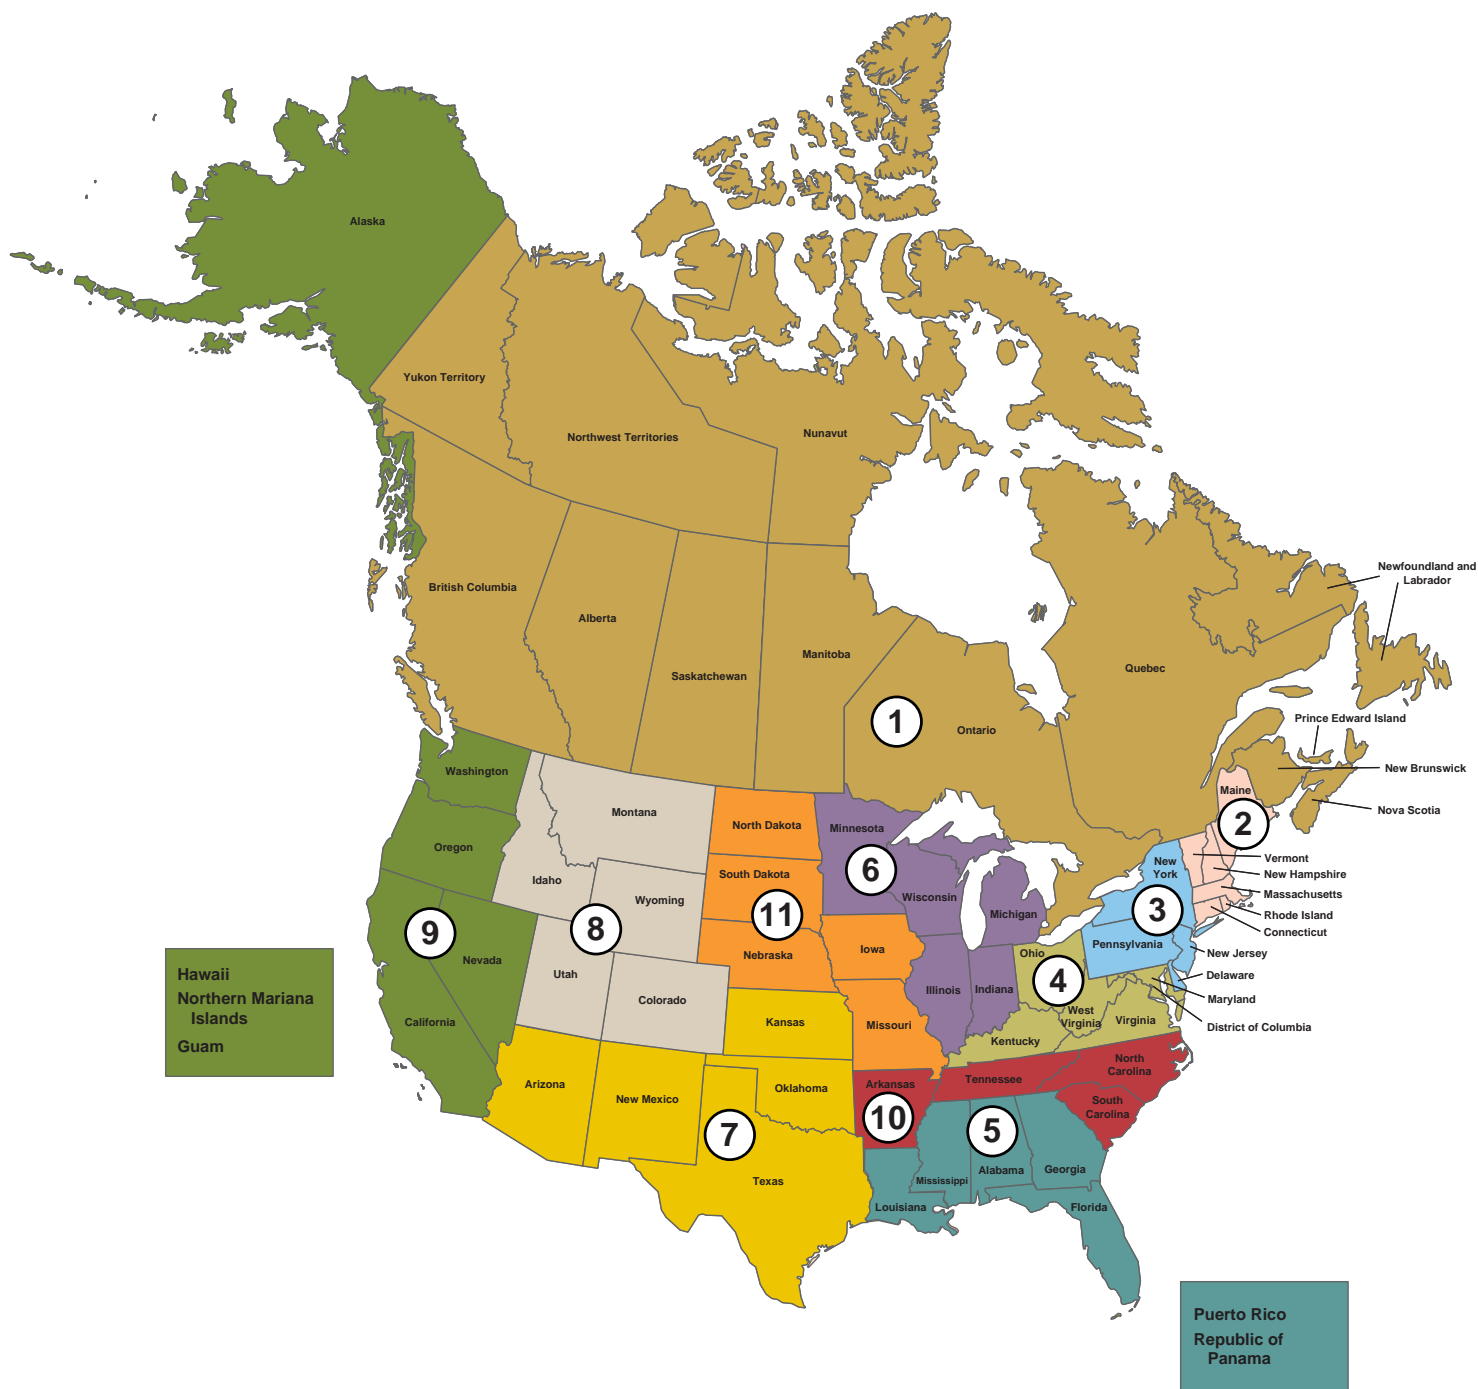 Alaska
Yukon Territory
Northwest Territories
Nunavut
British Columbia
Alberta
Saskatchewan
Manitoba
1
Ontario
Quebec
Newfoundland and
Labrador
Prince Edward Island
New Brunswick
Nova Scotia
Washington
Oregon
9
Nevada
California
Montana
Idaho
Wyoming
8
Utah
Colorado
North Dakota
South Dakota
11
Nebraska
Iowa
Missouri
Minnesota
6
Wisconsin
Michigan
Illinois
Indiana
Maine
2
Vermont
New Hampshire
Massachusetts
Rhode Island
Connecticut
New
York
3
Pennsylvania
New Jersey
Delaware
Maryland
District of Columbia
Ohio
4
West
Virginia
Virginia
Kentucky
Kansas
Arizona
New Mexico
Oklahoma
7
Texas
Arkansas
10
Tennessee
North
Carolina
South
Carolina
5
Mississippi
Alabama
Georgia
Louisiana
Florida
Hawaii
Northern Mariana
Islands
Guam
Puerto Rico
Republic of
Panama